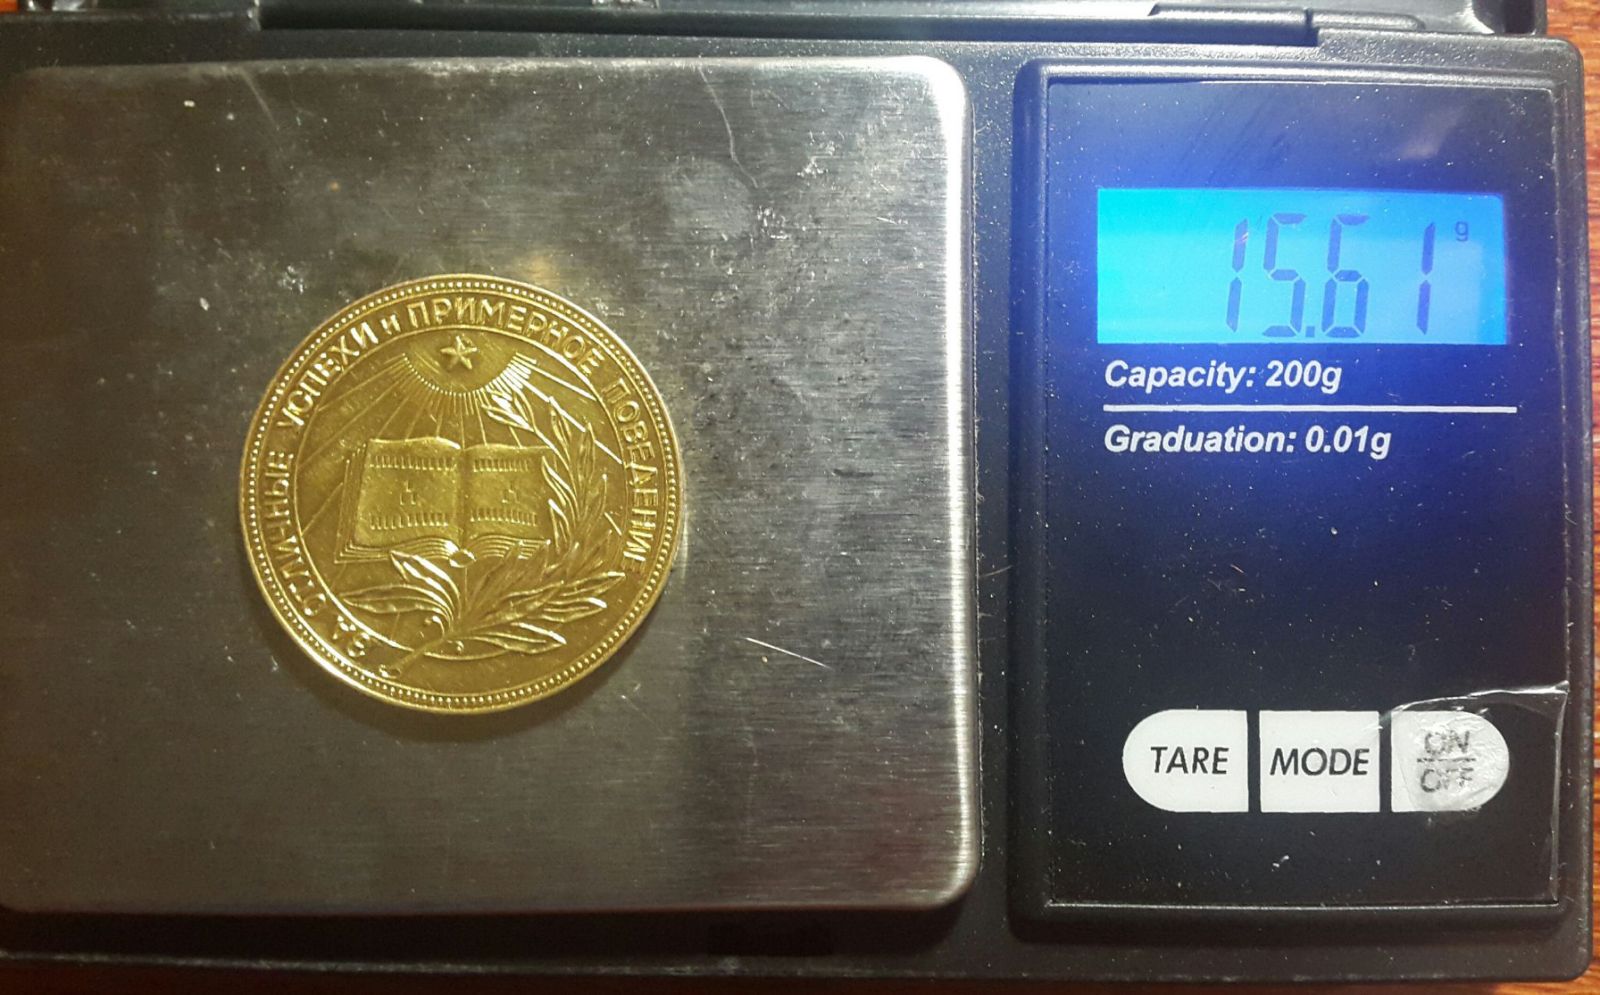 ЗА ОТЛИЧНЫЕ УСПЕХИ и ПРИМЕРНОЕ ПОВЕДЕНИЕ
15.61 g
Capacity: 200g
Graduation: 0.01g
TARE
MODE
ON
OFF